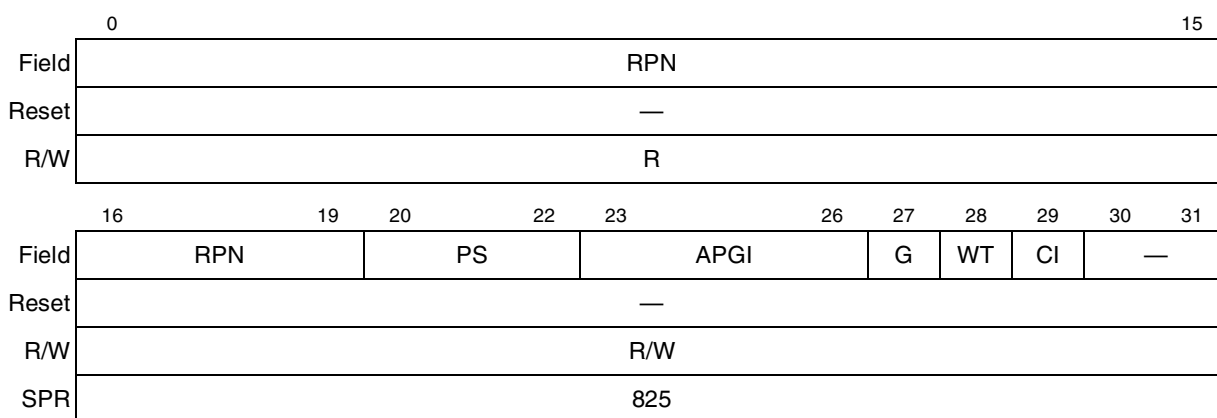 0 15
Field RPN
Reset —
R/W R
16 19 20 22 23 26 27 28 29 30 31
Field RPN PS APGI G WT CI —
Reset —
R/W R/W
SPR 825